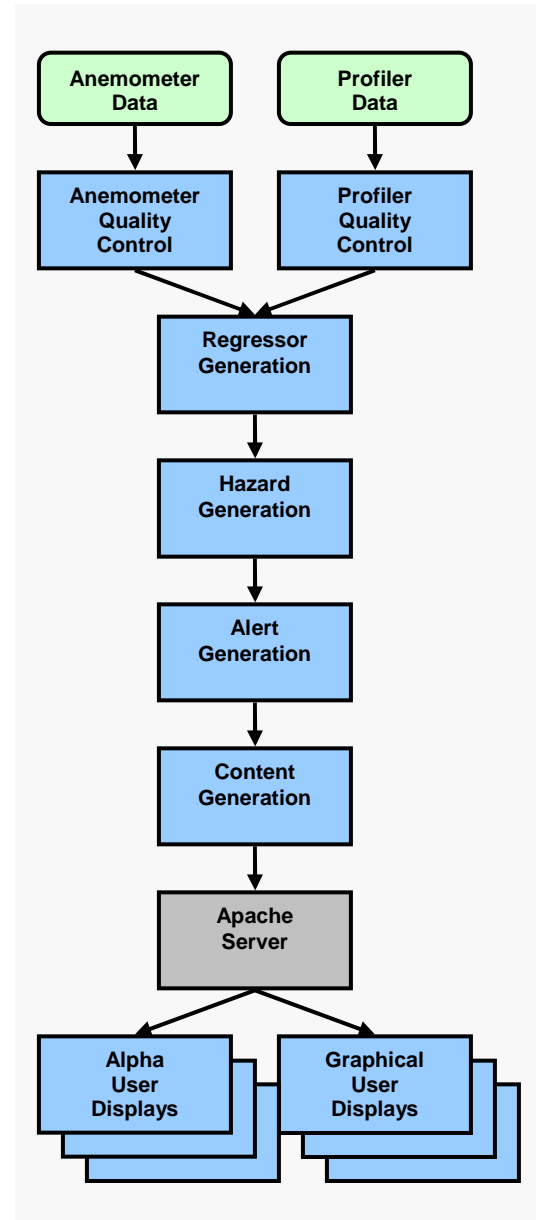 Anemometer
Data
Profiler
Data
Anemometer
Quality
Control
Profiler
Quality
Control
Regressor
Generation
Hazard
Generation
Alert
Generation
Content
Generation
Apache
Server
Alpha
User
Displays
Graphical
User
Displays